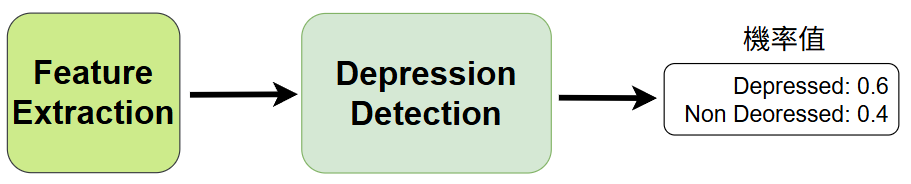 Feature
Extraction
Depression
Detection
機率值
Depressed: 0.6
Non Deoressed: 0.4